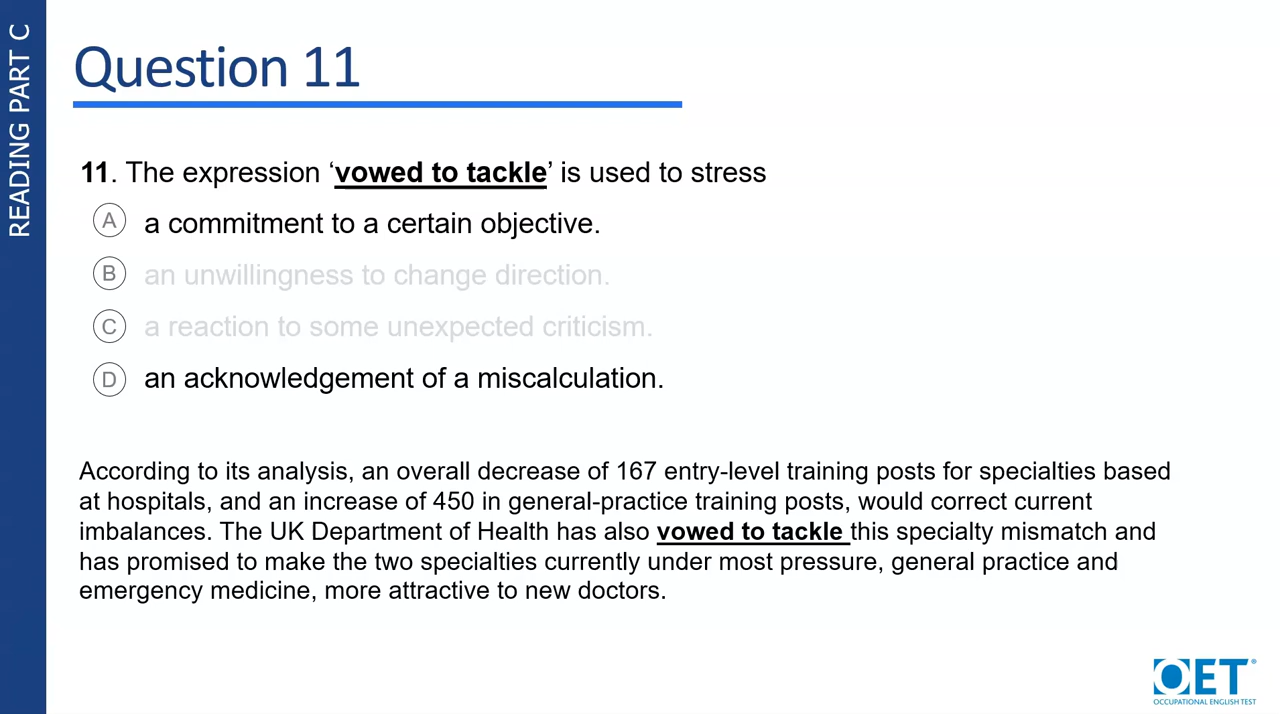 READING PART C
Question 11
11. The expression ‘vowed to tackle’ is used to stress
A a commitment to a certain objective.
B an unwillingness to change direction.
C a reaction to some unexpected criticism.
D an acknowledgement of a miscalculation.
According to its analysis, an overall decrease of 167 entry-level training posts for specialties based
at hospitals, and an increase of 450 in general-practice training posts, would correct current
imbalances. The UK Department of Health has also vowed to tackle this specialty mismatch and
has promised to make the two specialties currently under most pressure, general practice and
emergency medicine, more attractive to new doctors.
OET®
OCCUPATIONAL ENGLISH TEST